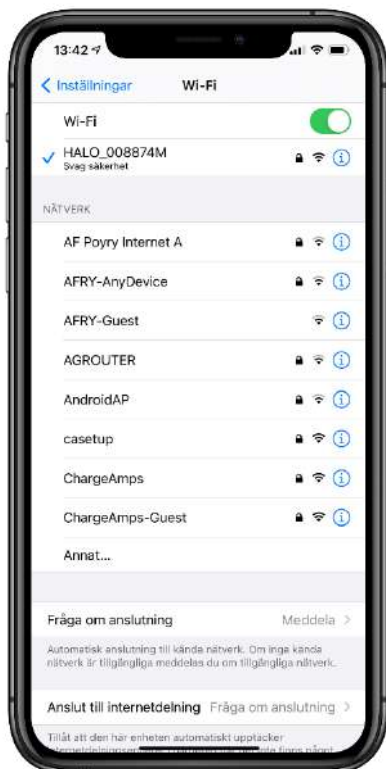 13:42
Inställningar
Wi-Fi
Wi-Fi
HALO_008874M
Svag säkerhet
NÄTVERK
AF Poyry Internet A
AFRY-AnyDevice
AFRY-Guest
AGROUTER
AndroidAP
casetup
ChargeAmps
ChargeAmps-Guest
Annat...
Fråga om anslutning Meddela
Automatisk anslutning till kända nätverk. Om inga kända
nätverk är tillgängliga meddelas du om tillgängliga nätverk.
Anslut till internetdelning Fråga om anslutning
Tillåt att den här enheten automatiskt upptäcker